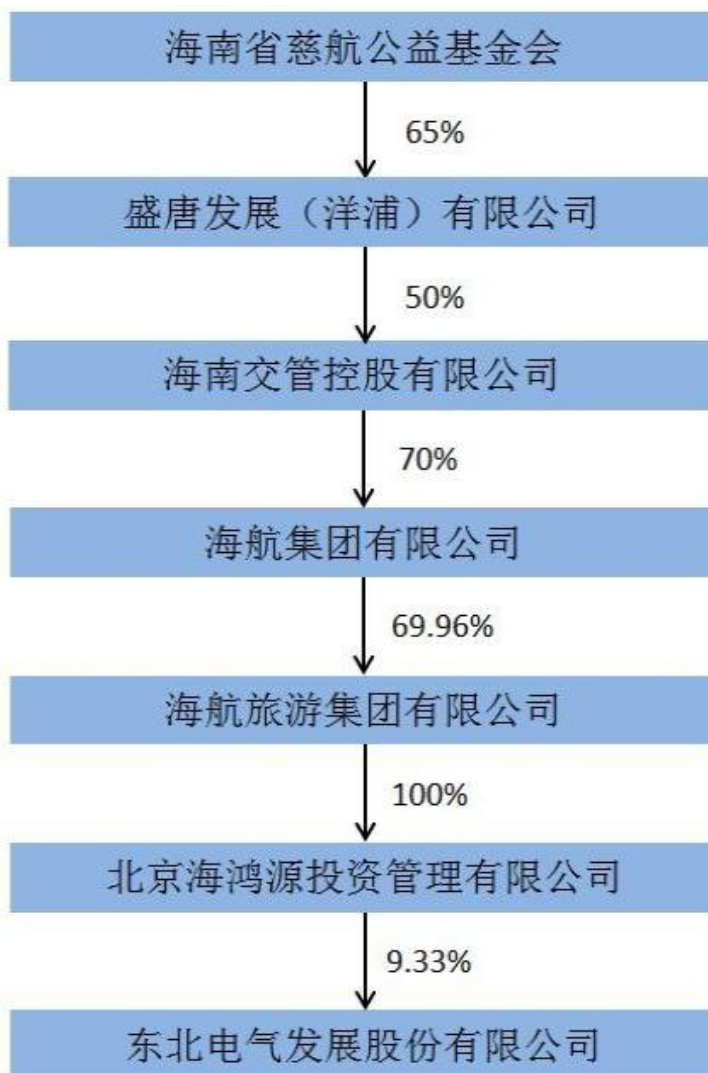 海南省慈航公益基金会
65%
盛唐发展（洋浦）有限公司
50%
海南交管控股有限公司
70%
海航集团有限公司
69.96%
海航旅游集团有限公司
100%
北京海鸿源投资管理有限公司
9.33%
东北电气发展股份有限公司